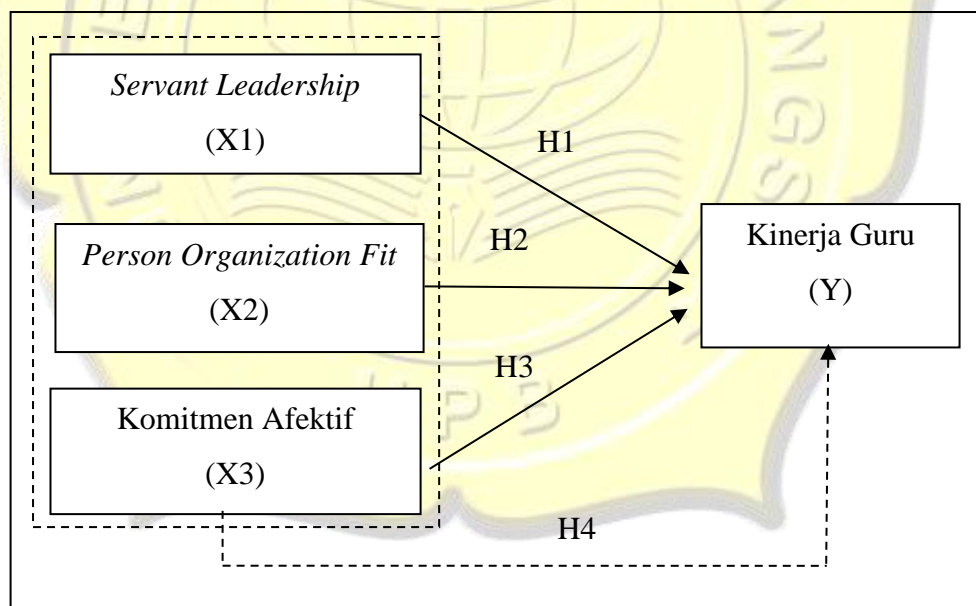 Servant Leadership
(X1)
H1
Person Organization Fit
(X2)
H2
Kinerja Guru
(Y)
H3
Komitmen Afektif
(X3)
H4
U P B